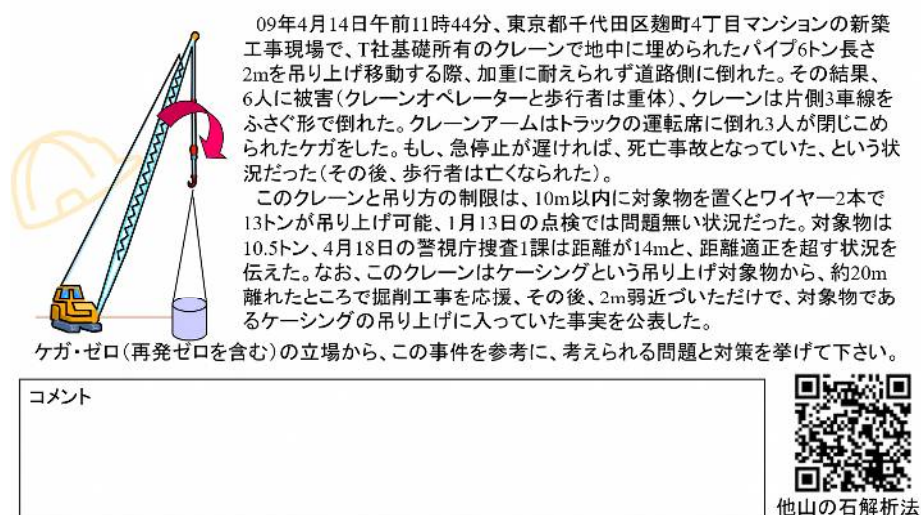 09年4月14日午前11時44分、東京都千代田区麹町4丁目マンションの新築
工事現場で、T社基礎所有のクレーンで地中に埋められたパイプ6トン長さ
2mを吊り上げ移動する際、加重に耐えられず道路側に倒れた。その結果、
6人に被害(クレーンオペレーターと歩行者は重体)、クレーンは片側3車線を
ふさぐ形で倒れた。クレーンアームはトラックの運転席に倒れ3人が閉じこめ
られたケガをした。もし、急停止が遅ければ、死亡事故となっていた、という状
況だった(その後、歩行者は亡くなられた)。
このクレーンと吊り方の制限は、10m以内に対象物を置くとワイヤー2本で
13トンが吊り上げ可能、1月13日の点検では問題無い状況だった。対象物は
10.5トン、4月18日の警視庁捜査1課は距離が14mと、距離適正を超す状況を
伝えた。なお、このクレーンはケーシングという吊り上げ対象物から、約20m
離れたところで掘削工事を応援、その後、2m弱近づいただけで、対象物であ
るケーシングの吊り上げに入っていた事実を公表した。
ケガ・ゼロ(再発ゼロを含む)の立場から、この事件を参考に、考えられる問題と対策を挙げて下さい。
コメント
他山の石解析法